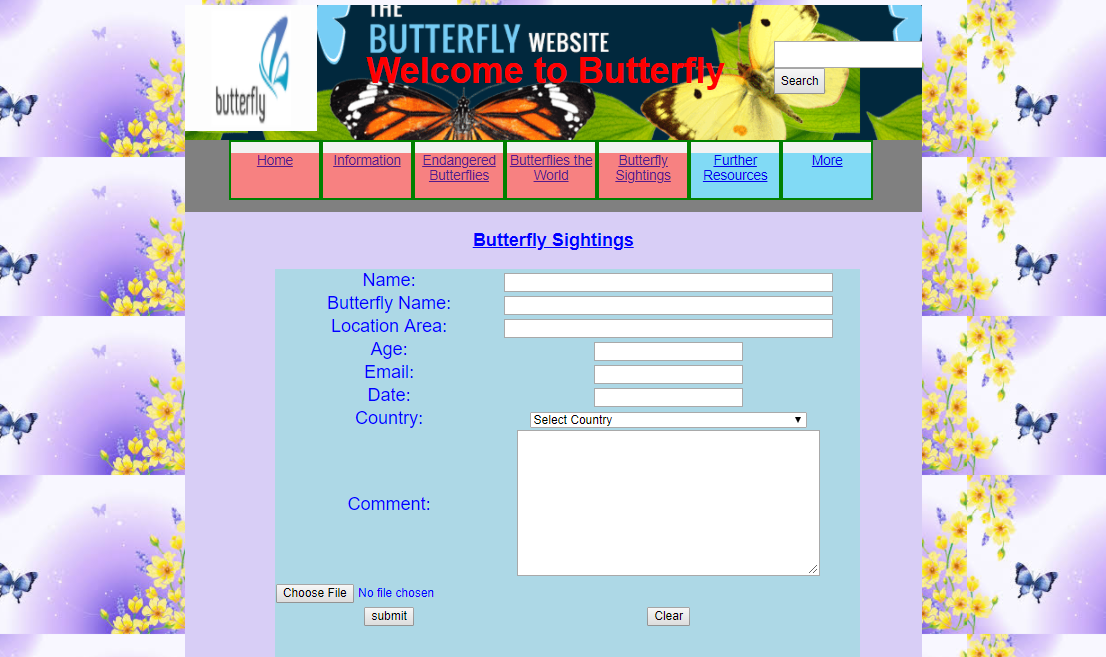 THE
BUTTERFLY WEBSITE
Welcome to Butterfly
butterfly
Search
Home
Information
Endangered
Butterflies
Butterflies the
World
Butterfly
Sightings
Further
Resources
More
Butterfly Sightings
Name:
Butterfly Name:
Location Area:
Age:
Email:
Date:
Country:
Select Country
Comment:
Choose File No file chosen
submit
Clear